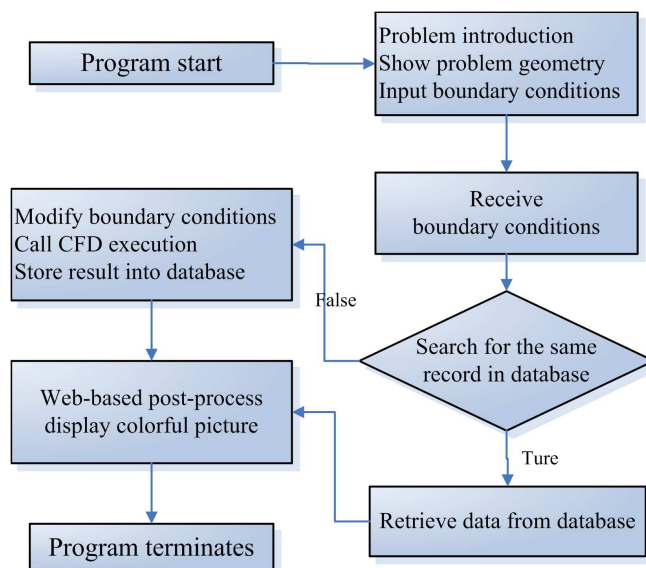 Program start
Problem introduction
Show problem geometry
Input boundary conditions
Receive
boundary conditions
Modify boundary conditions
Call CFD execution
Store result into database
False
Search for the same
record in database
Web-based post-process
display colorful picture
Ture
Retrieve data from database
Program terminates